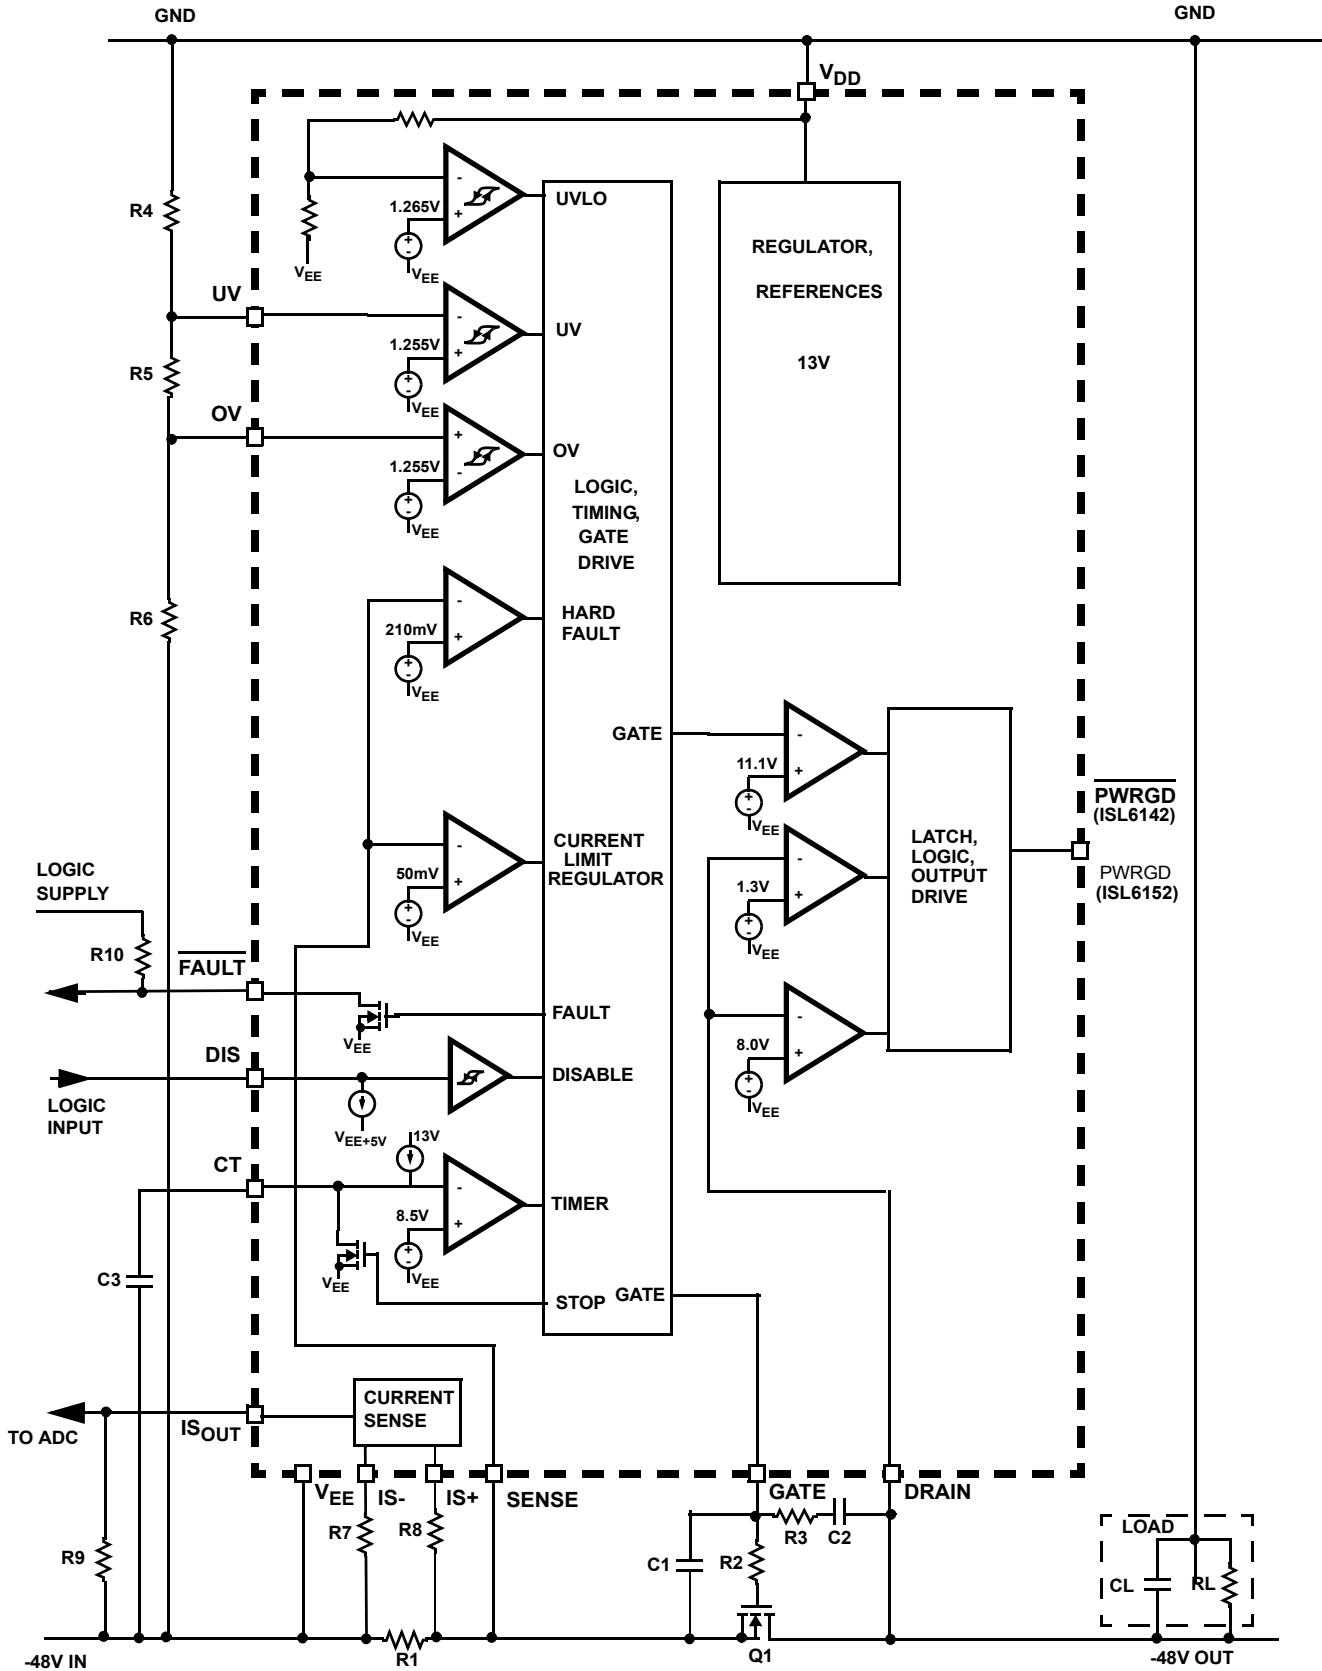 GND
GND
VDD
R4
1.265V
-
+
UVLO
+
-
VEE
VEE
REGULATOR,
REFERENCES
13V
UV
1.255V
-
+
UV
+
-
VEE
R5
OV
1.255V
+
-
OV
+
-
VEE
LOGIC,
TIMING,
GATE
DRIVE
R6
210mV
-
+
HARD
FAULT
+
-
VEE
GATE
11.1V
-
+
+
-
VEE
PWRGD
(ISL6142)
PWRGD
(ISL6152)
LATCH,
LOGIC,
OUTPUT
DRIVE
50mV
-
+
CURRENT
LIMIT
REGULATOR
+
-
VEE
1.3V
-
+
+
-
VEE
LOGIC
SUPPLY
R10
FAULT
VEE
FAULT
8.0V
-
+
+
-
VEE
DIS
LOGIC
INPUT
VEE+5V
DISABLE
13V
CT
8.5V
-
+
TIMER
+
-
VEE
VEE
C3
STOP
GATE
CURRENT
SENSE
TO ADC
ISOUT
VEE
IS-
IS+
SENSE
GATE
DRAIN
R9
R7
R8
C1
R2
R3
C2
LOAD
CL
RL
-48V IN
R1
Q1
-48V OUT